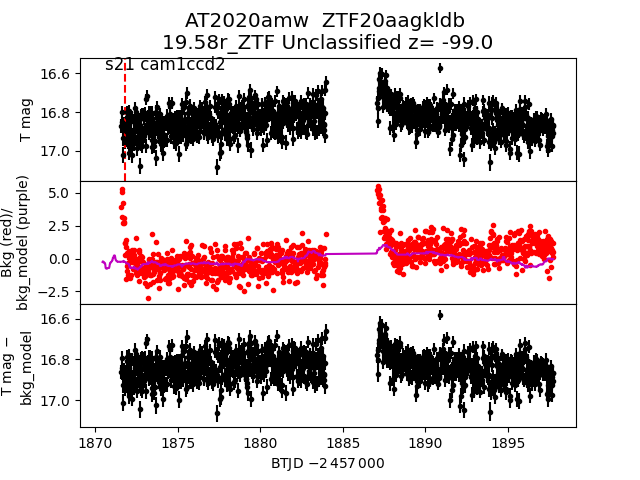 AT2020amw  ZTF20aagkldb
19.58r_ZTF Unclassified z= -99.0
s21 cam1ccd2
T mag
16.6
16.8
17.0
Bkg (red)/
bkg_model (purple)
5.0
2.5
0.0
−2.5
T mag −
bkg_model
16.6
16.8
17.0
1870 1875 1880 1885 1890 1895
BTJD −2 457 000